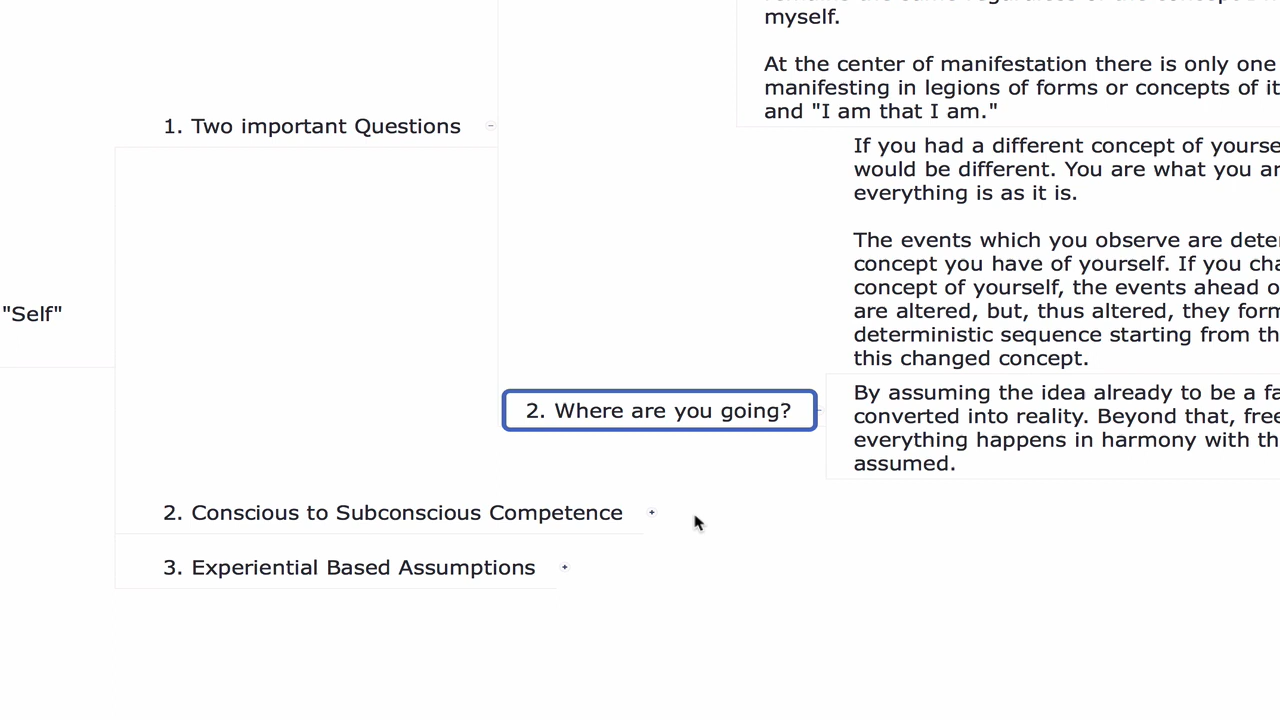 myself.
At the center of manifestation there is only one
manifesting in legions of forms or concepts of it
and "I am that I am."
1. Two important Questions
If you had a different concept of yourse
would be different. You are what you ar
everything is as it is.
The events which you observe are deter
concept you have of yourself. If you cha
concept of yourself, the events ahead o
are altered, but, thus altered, they form
deterministic sequence starting from th
this changed concept.
"Self"
2. Where are you going?
By assuming the idea already to be a fa
converted into reality. Beyond that, free
everything happens in harmony with th
assumed.
2. Conscious to Subconscious Competence
3. Experiential Based Assumptions